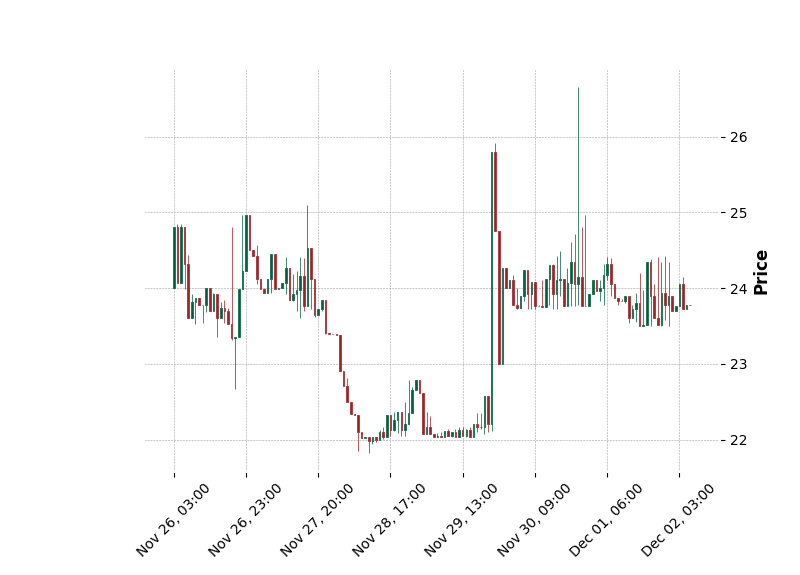 26
25
24
23
22
Price
Nov 26, 03:00
Nov 26, 23:00
Nov 27, 20:00
Nov 28, 17:00
Nov 29, 13:00
Nov 30, 09:00
Dec 01, 06:00
Dec 02, 03:00